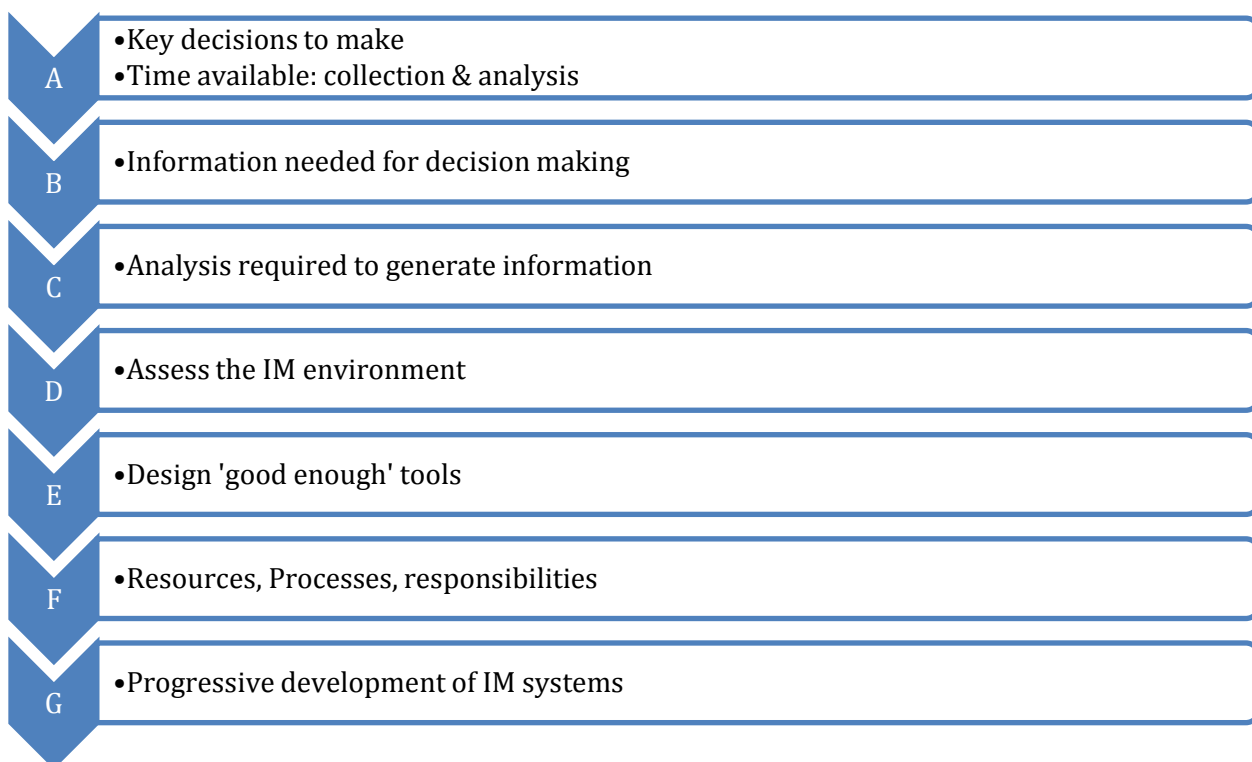 •Key decisions to make
•Time available: collection & analysis
A
•Information needed for decision making
B
•Analysis required to generate information
C
•Assess the IM environment
D
•Design 'good enough' tools
E
•Resources, Processes, responsibilities
F
•Progressive development of IM systems
G